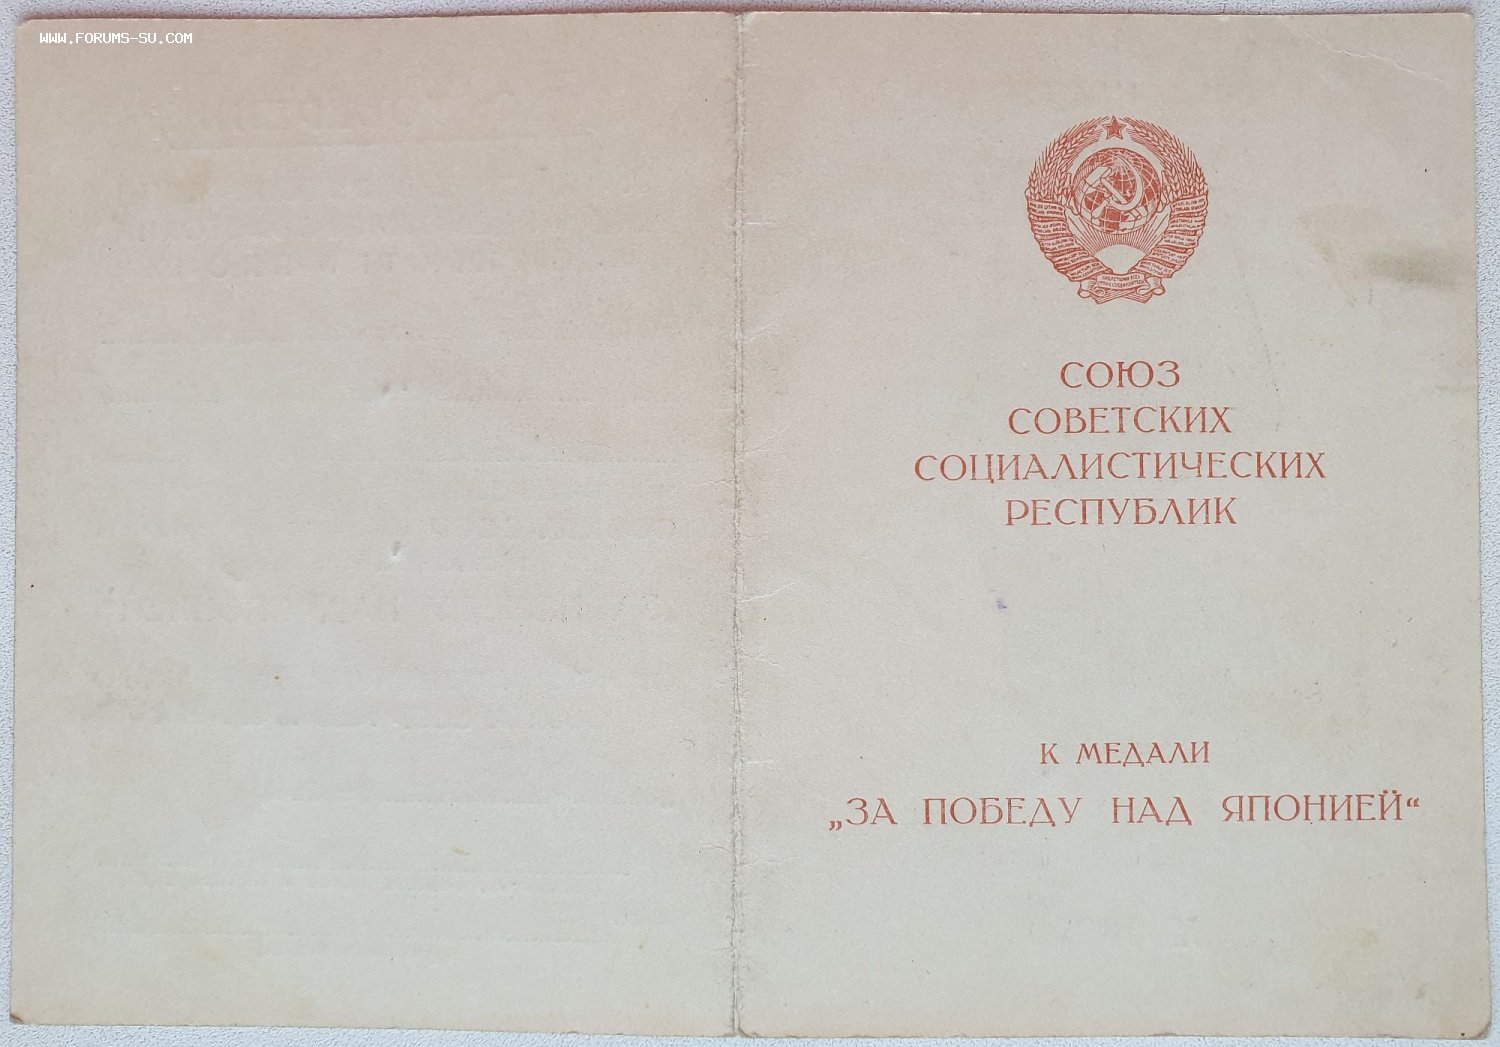 WWW.FORUMS-SU.COM
СОЮЗ
СОВЕТСКИХ
СОЦИАЛИСТИЧЕСКИХ
РЕСПУБЛИК
К МЕДАЛИ
„ЗА ПОБЕДУ НАД ЯПОНИЕЙ“